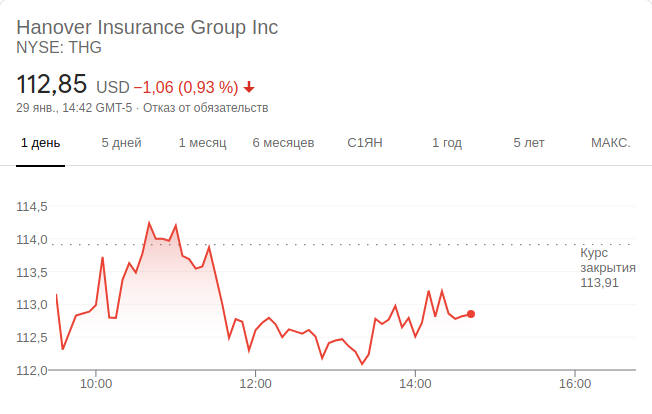 Hanover Insurance Group Inc
NYSE: THG
112,85 USD −1,06 (0,93 %)
29 янв., 14:42 GMT-5 · Отказ от обязательств
1 день 5 дней 1 месяц 6 месяцев С1ЯН 1 год 5 лет МАКС.
114,5
114,0
Курс
закрытия
113,91
113,5
113,0
112,5
112,0
10:00 12:00 14:00 16:00